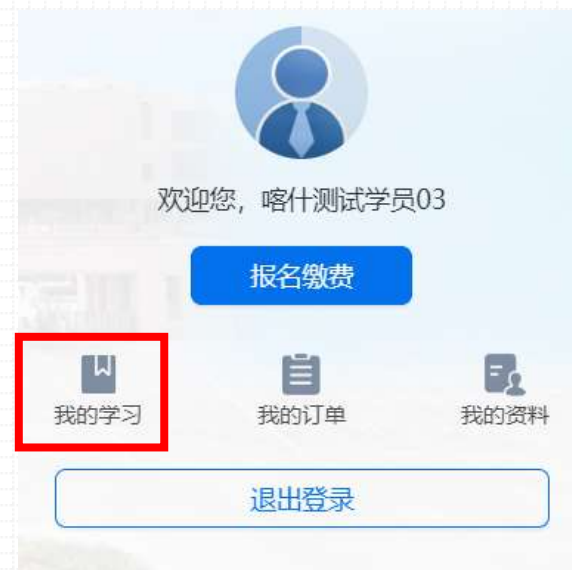 欢迎您，喀什测试学员03
报名缴费
我的学习
我的订单
我的资料
退出登录